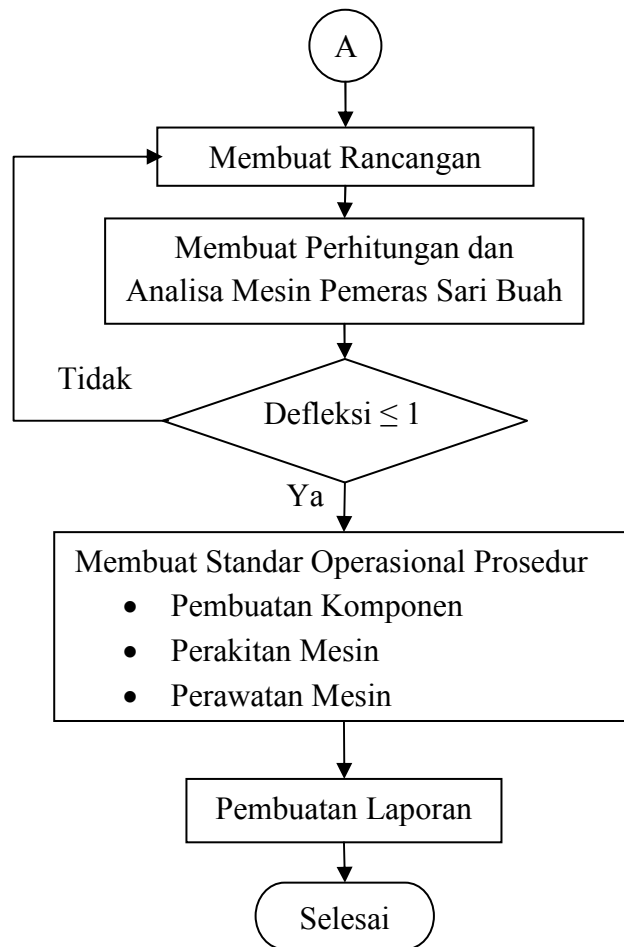 A
Membuat Rancangan
Membuat Perhitungan dan
Analisa Mesin Pemeras Sari Buah
Tidak
Defleksi ≤ 1
Ya
Membuat Standar Operasional Prosedur
• Pembuatan Komponen
• Perakitan Mesin
• Perawatan Mesin
Pembuatan Laporan
Selesai